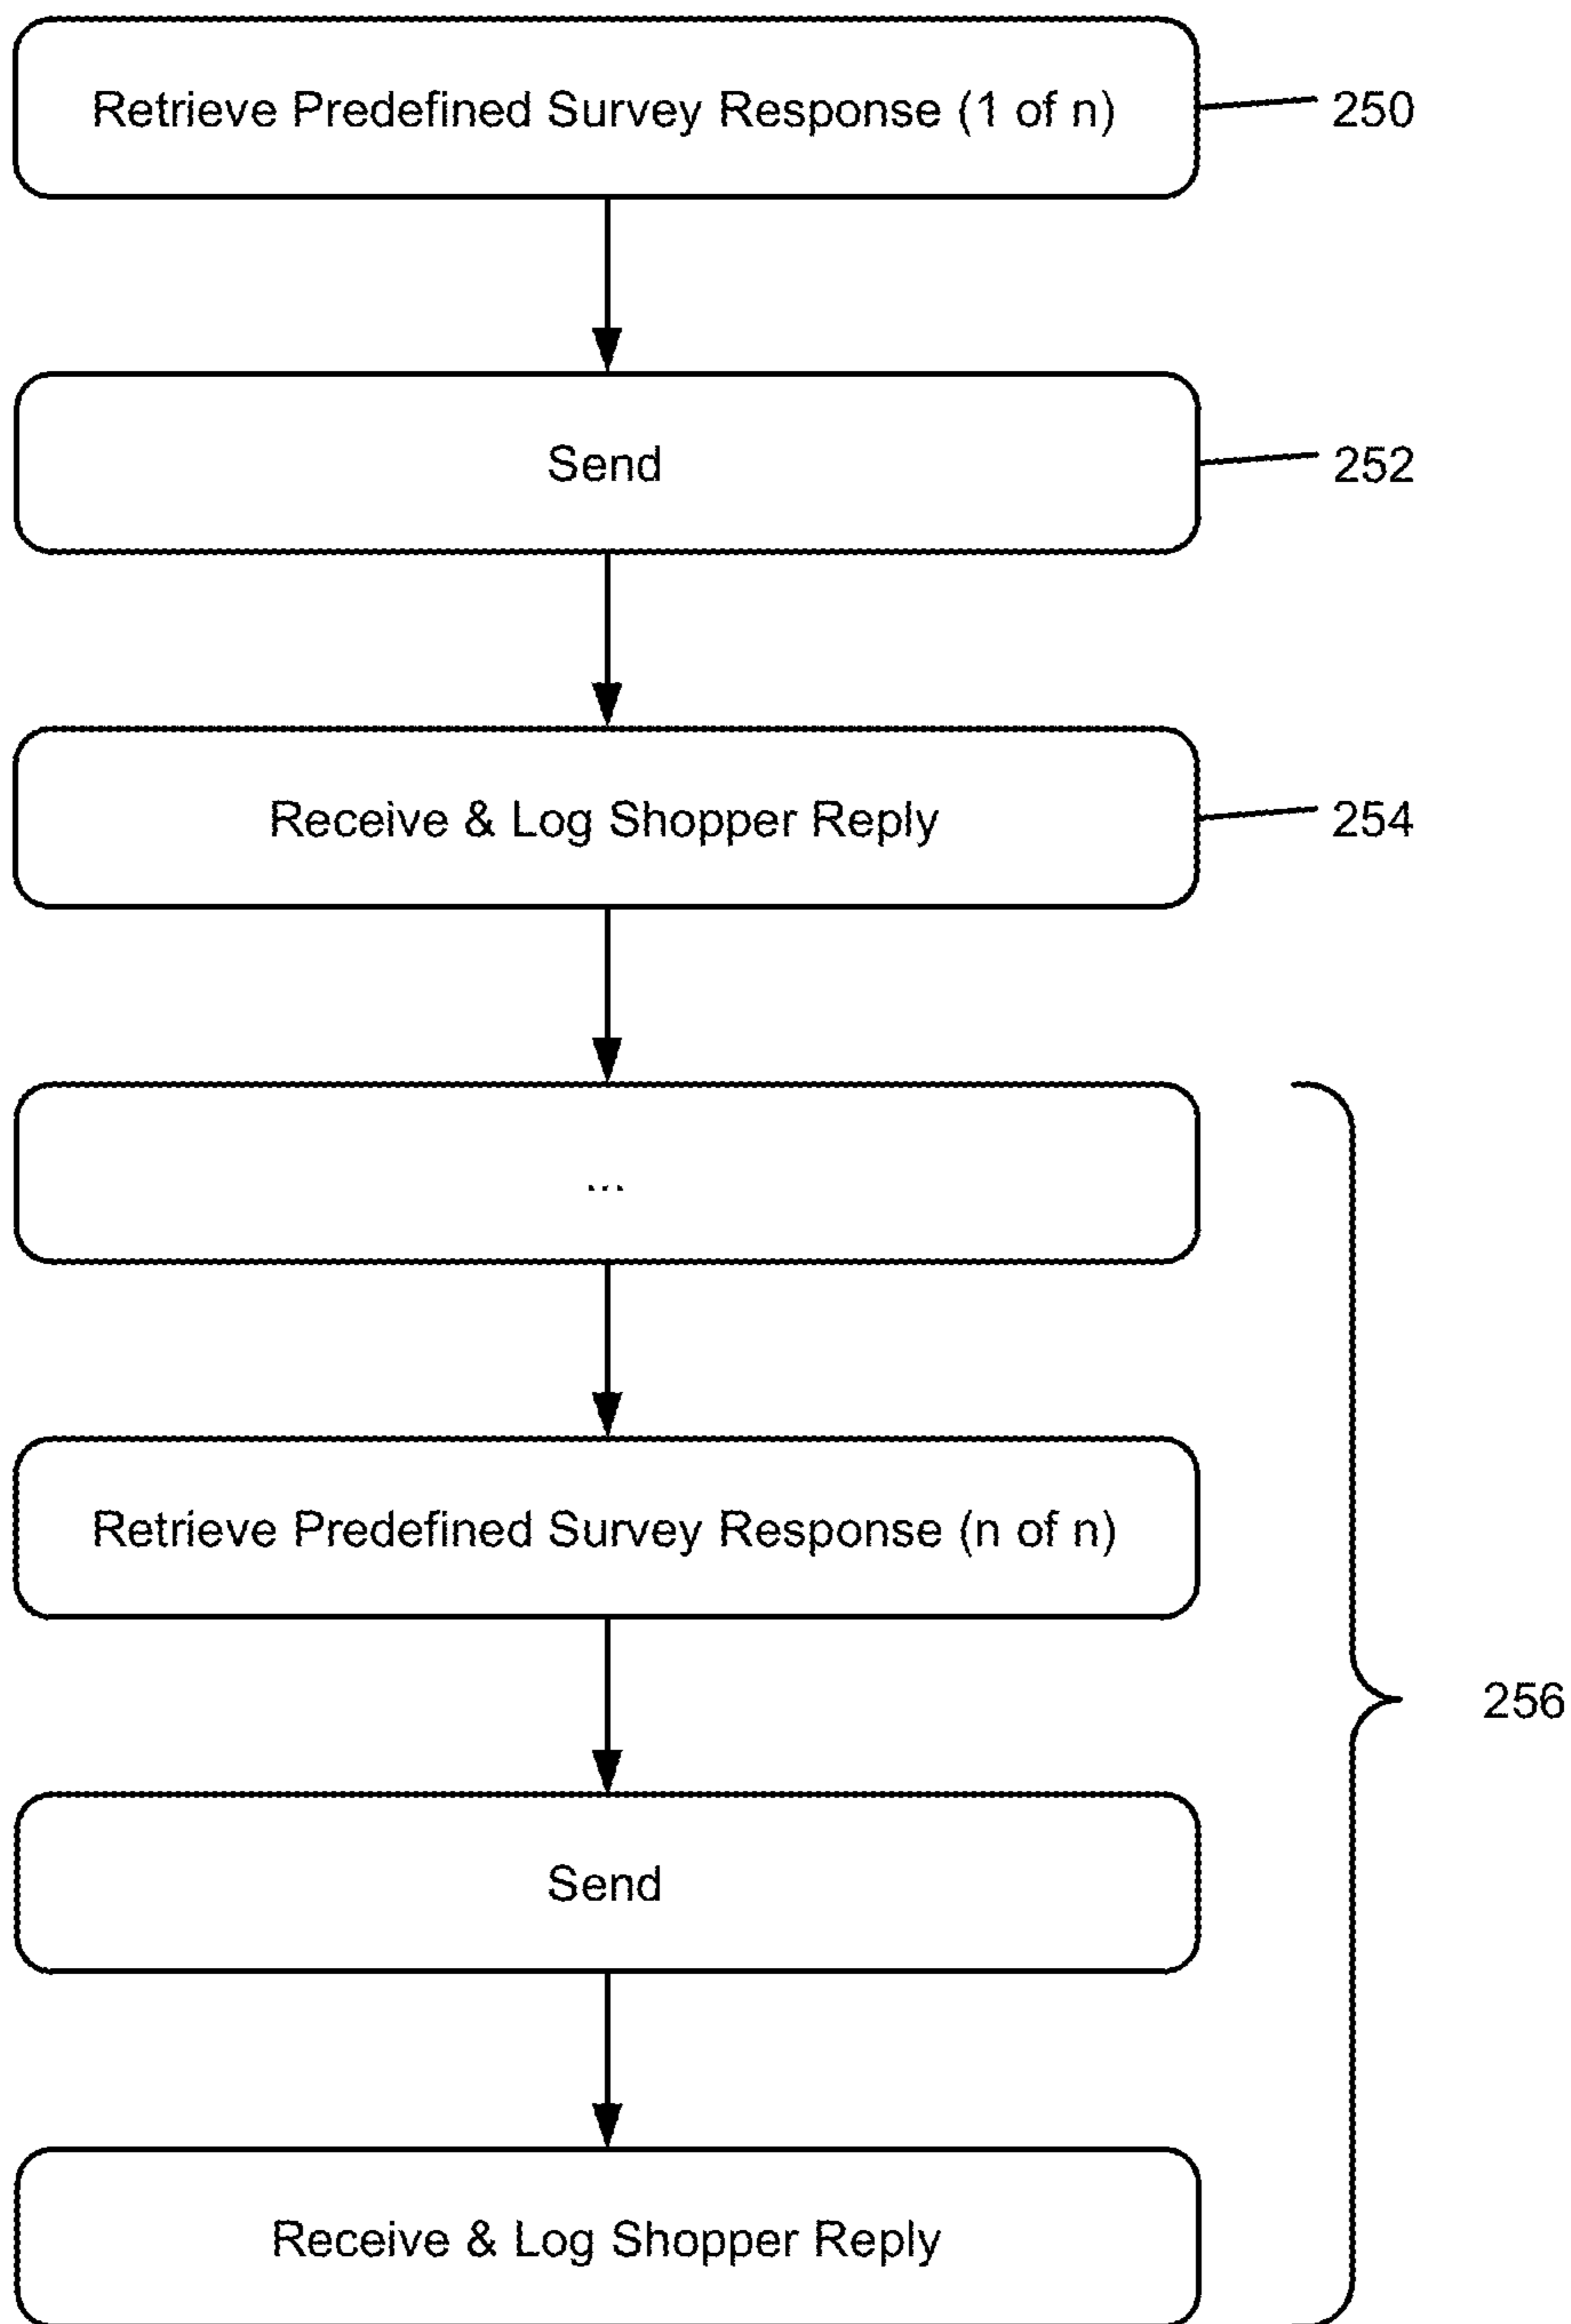 Retrieve Predefined Survey Response (1 of n)
250
Send
252
Receive & Log Shopper Reply
254
...
Retrieve Predefined Survey Response (n of n)
256
Send
Receive & Log Shopper Reply